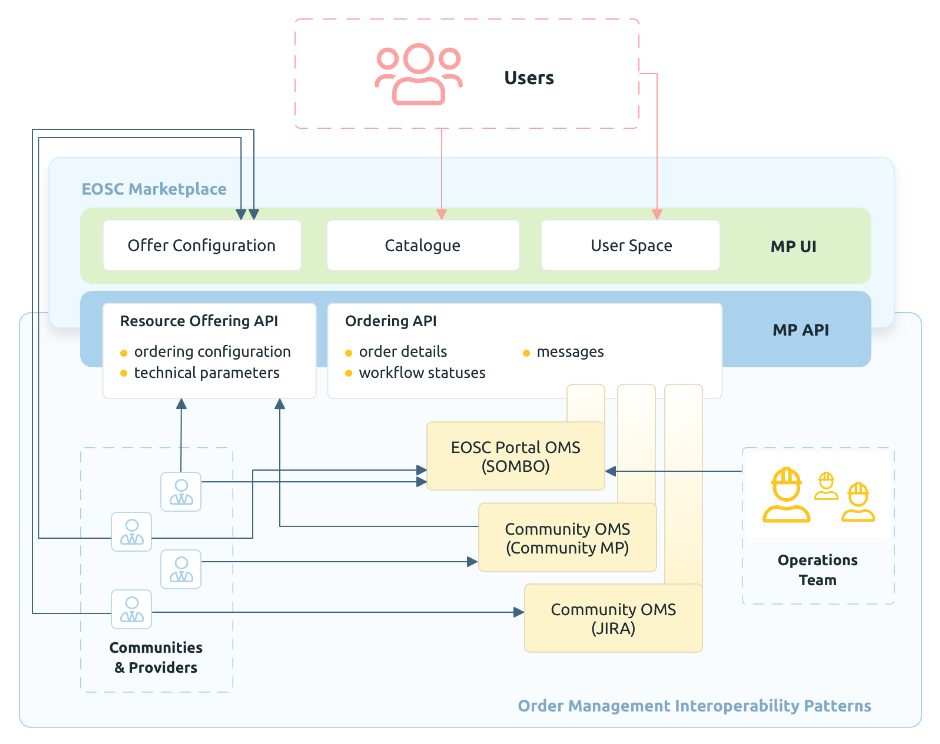 Users
EOSC Marketplace
Offer Configuration
Catalogue
User Space
MP UI
Resource Offering API
ordering configuration
technical parameters
Ordering API
order details
workflow statuses
messages
MP API
EOSC Portal OMS
(SOMBO)
Community OMS
(Community MP)
Community OMS
(JIRA)
Operations
Team
Communities
& Providers
Order Management Interoperability Patterns